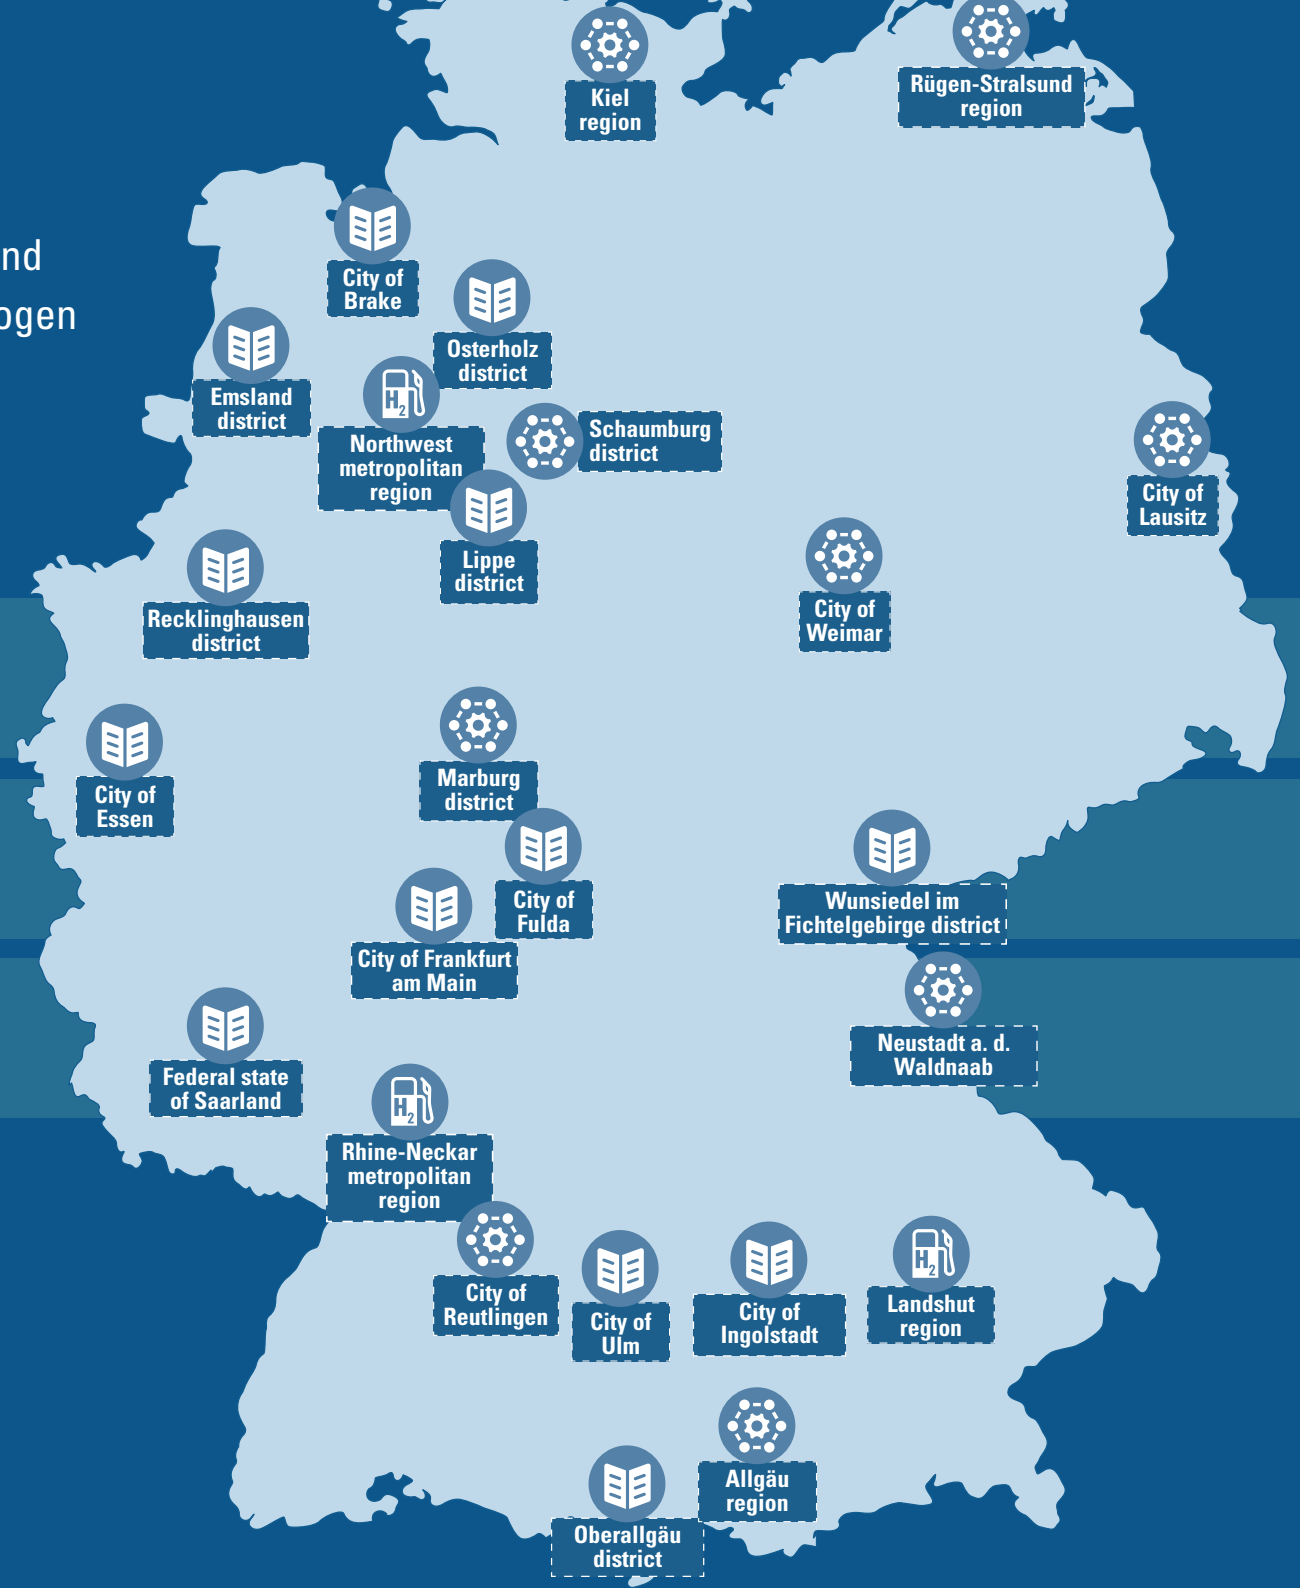 Kiel
region
Rügen-Stralsund
region
nd
ogen
City of
Brake
Osterholz
district
Emsland
district
H2
Northwest
metropolitan
region
Schaumburg
district
City of
Lausitz
Lippe
district
City of
Weimar
Recklinghausen
district
Marburg
district
City of
Essen
City of
Fulda
Wunsiedel im
Fichtelgebirge district
City of Frankfurt
am Main
Neustadt a. d.
Waldnaab
Federal state
of Saarland
H2
Rhine-Neckar
metropolitan
region
City of
Reutlingen
City of
Ulm
City of
Ingolstadt
H2
Landshut
region
Allgäu
region
Oberallgäu
district